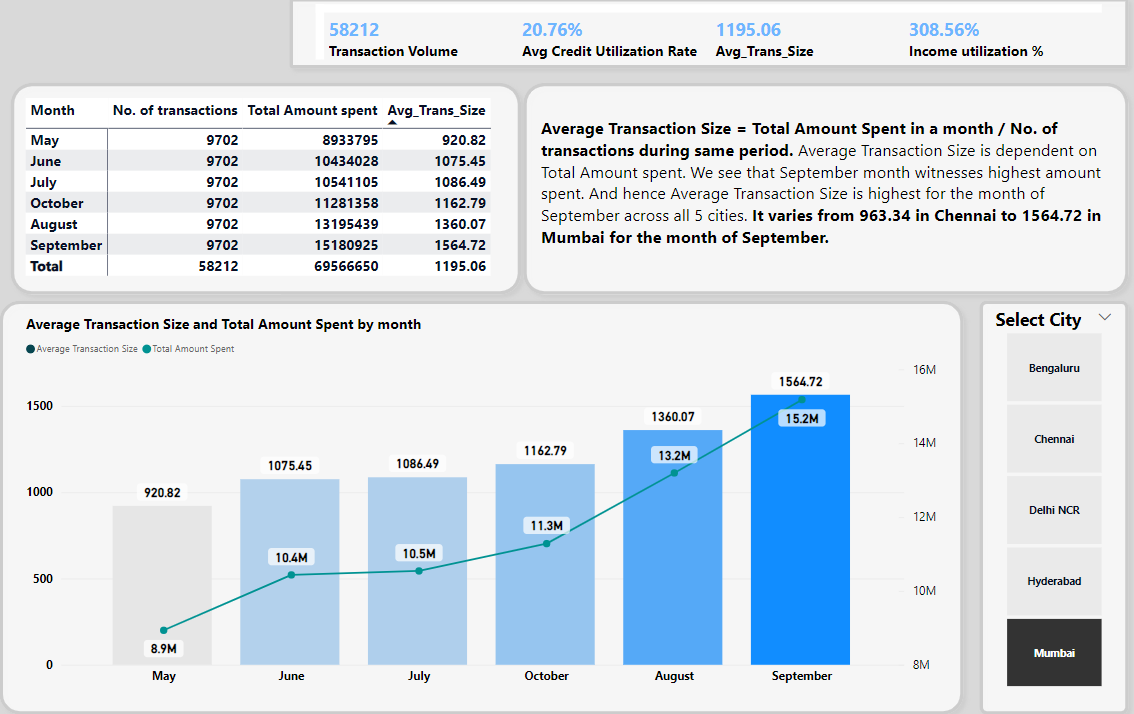 58212 20.76% 1195.06 308.56%
Transaction Volume Avg Credit Utilization Rate Avg_Trans_Size Income utilization %
Month No. of transactions Total Amount spent Avg_Trans_Size
May 9702 8933795 920.82
June 9702 10434028 1075.45
July 9702 10541105 1086.49
October 9702 11281358 1162.79
August 9702 13195439 1360.07
September 9702 15180925 1564.72
Total 58212 69566650 1195.06
Average Transaction Size = Total Amount Spent in a month / No. of
transactions during same period. Average Transaction Size is dependent on
Total Amount spent. We see that September month witnesses highest amount
spent. And hence Average Transaction Size is highest for the month of
September across all 5 cities. It varies from 963.34 in Chennai to 1564.72 in
Mumbai for the month of September.
Average Transaction Size and Total Amount Spent by month
Average Transaction Size Total Amount Spent
16M
1564.72
1500
1360.07
15.2M
14M
1162.79
13.2M
1075.45
1086.49
1000
920.82
11.3M
12M
10.4M
10.5M
500
10M
8.9M
0
8M
May June July October August September
Select City
Bengaluru
Chennai
Delhi NCR
Hyderabad
Mumbai